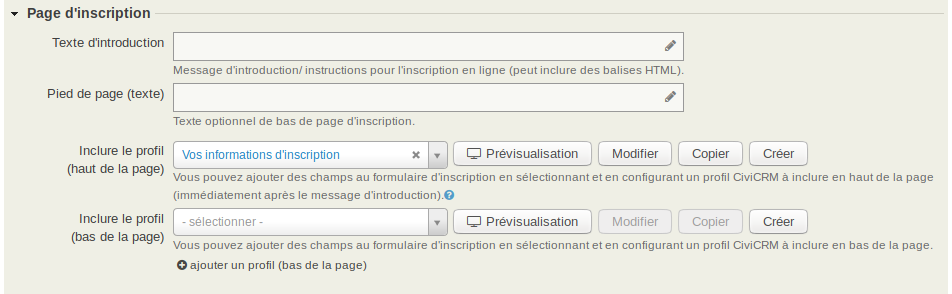 Page d'inscription
Texte d'introduction
Message d'introduction/ instructions pour l'inscription en ligne (peut inclure des balises HTML).
Pied de page (texte)
Texte optionnel de bas de page d'inscription.
Inclure le profil
(haut de la page)
Vos informations d'inscription
Prévisualisation
Modifier
Copier
Créer
Vous pouvez ajouter des champs au formulaire d'inscription en sélectionnant et en configurant un profil CiviCRM à inclure en haut de la page
(immédiatement après le message d'introduction).
Inclure le profil
(bas de la page)
- sélectionner -
Prévisualisation
Modifier
Copier
Créer
Vous pouvez ajouter des champs au formulaire d'inscription en sélectionnant et en configurant un profil CiviCRM à inclure en bas de la page.
ajouter un profil (bas de la page)